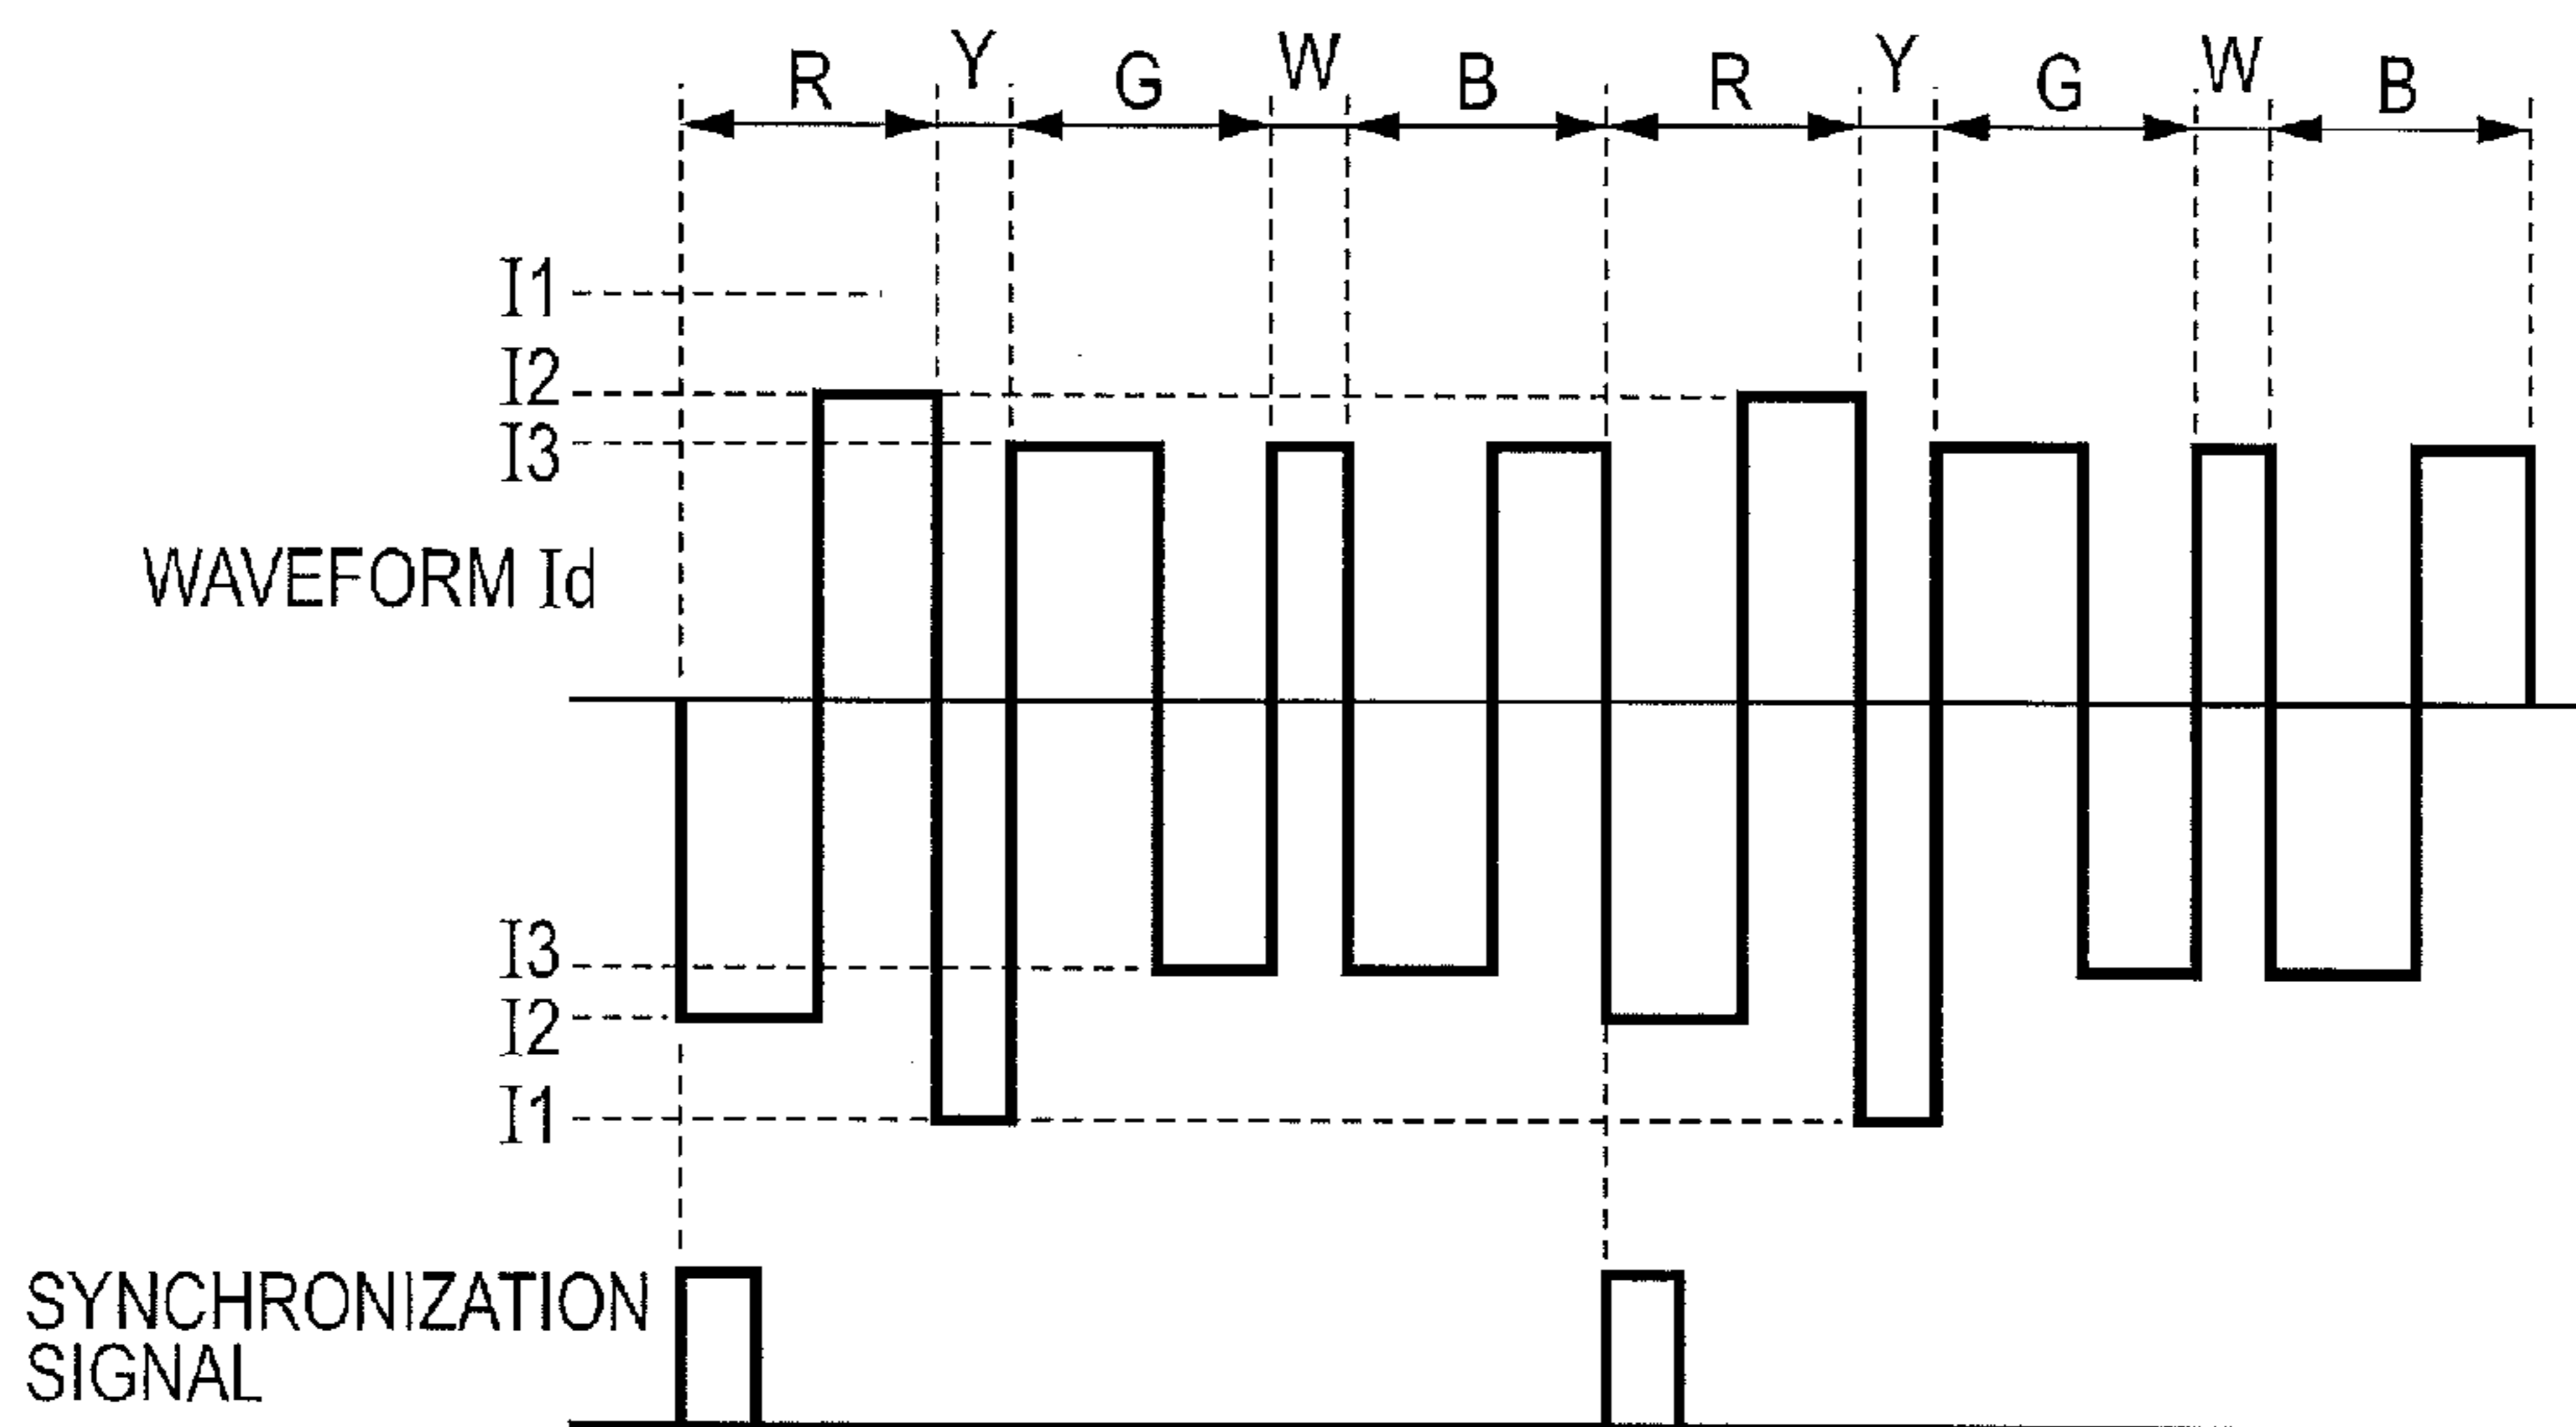 R Y G W B R Y G W B
I1
I2
I3
WAVEFORM Id
I3
I2
I1
SYNCHRONIZATION
SIGNAL